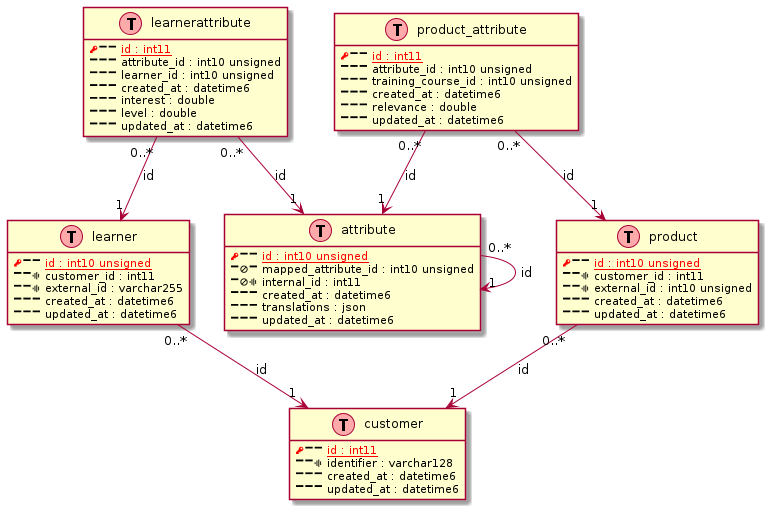 T learnerattribute
id : int11
attribute_id : int10 unsigned
learner_id : int10 unsigned
created_at : datetime6
interest : double
level : double
updated_at : datetime6
T product_attribute
id : int11
attribute_id : int10 unsigned
training_course_id : int10 unsigned
created_at : datetime6
relevance : double
updated_at : datetime6
0..*
0..*
0..*
0..*
id
id
id
id
1
1
1
1
T learner
id : int10 unsigned
customer_id : int11
external_id : varchar255
created_at : datetime6
updated_at : datetime6
T attribute
id : int10 unsigned
mapped_attribute_id : int10 unsigned
internal_id : int11
created_at : datetime6
translations : json
updated_at : datetime6
0..*
id
1
T product
id : int10 unsigned
customer_id : int11
external_id : int10 unsigned
created_at : datetime6
updated_at : datetime6
0..*
0..*
id
id
1
1
T customer
id : int11
identifier : varchar128
created_at : datetime6
updated_at : datetime6